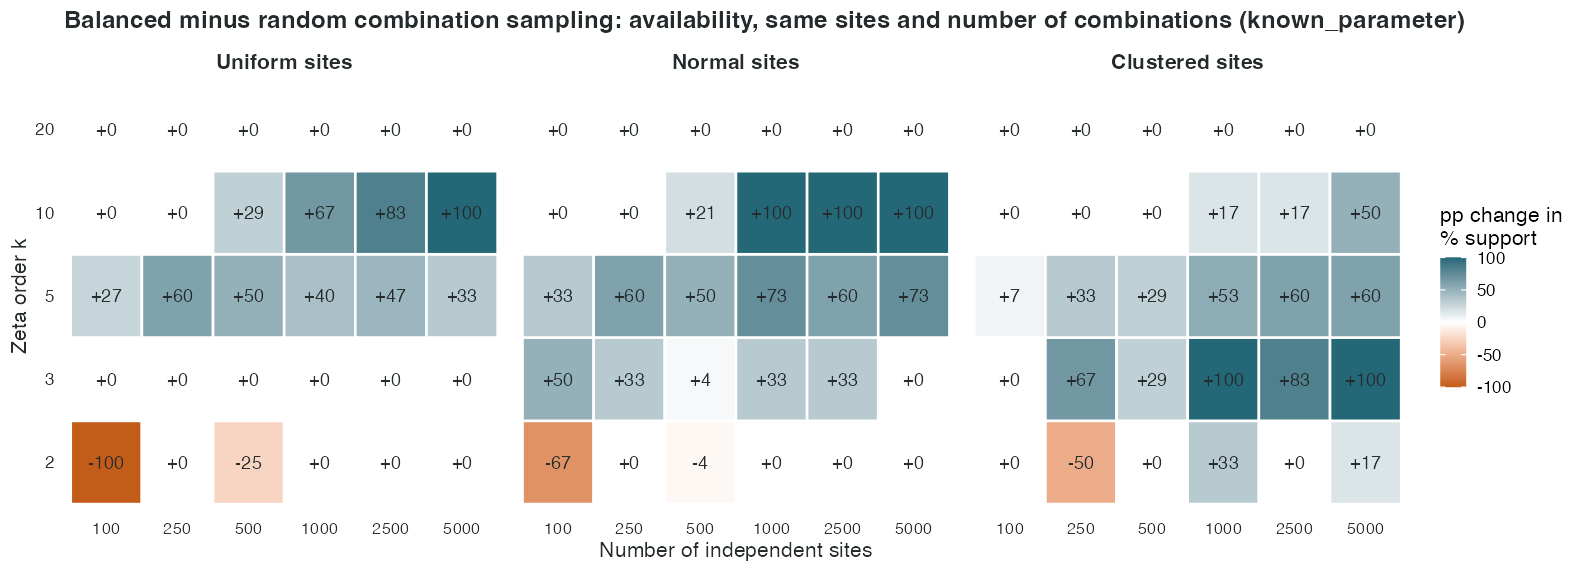 Balanced minus random combination sampling: availability, same sites and number of combinations (known_parameter)
Uniform sites Normal sites Clustered sites
20 +0 +0 +0 +0 +0 +0 +0 +0 +0 +0 +0 +0 +0 +0 +0 +0 +0 +0
10 +0 +0 +29 +67 +83 +100 +0 +0 +21 +100 +100 +100 +0 +0 +0 +17 +17 +50
5 +27 +60 +50 +40 +47 +33 +33 +60 +50 +73 +60 +73 +7 +33 +29 +53 +60 +60
3 +0 +0 +0 +0 +0 +0 +50 +33 +4 +33 +33 +0 +0 +67 +29 +100 +83 +100
2 -100 +0 -25 +0 +0 +0 -67 +0 -4 +0 +0 +0 +0 -50 +0 +33 +0 +17
100 250 500 1000 2500 5000 100 250 500 1000 2500 5000 100 250 500 1000 2500 5000
Number of independent sites
Zeta order k
pp change in
% support
100
50
0
-50
-100